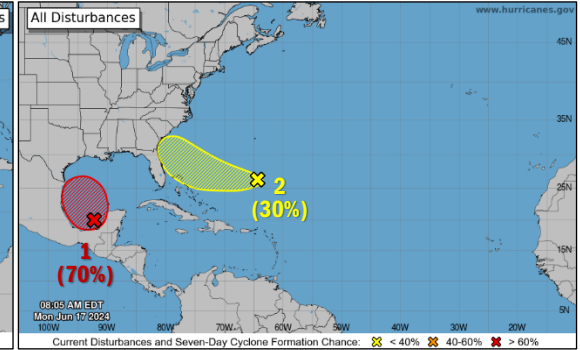 s
All Disturbances
www.hurricanes.gov
45N
35N
25N
15N
5N
2
(30%)
1
(70%)
08:05 AM EDT
Mon Jun 17 2024
100W 90W 80W 70W 60W 50W 40W 30W 20W
Current Disturbances and Seven-Day Cyclone Formation Chance: < 40% 40-60% > 60%